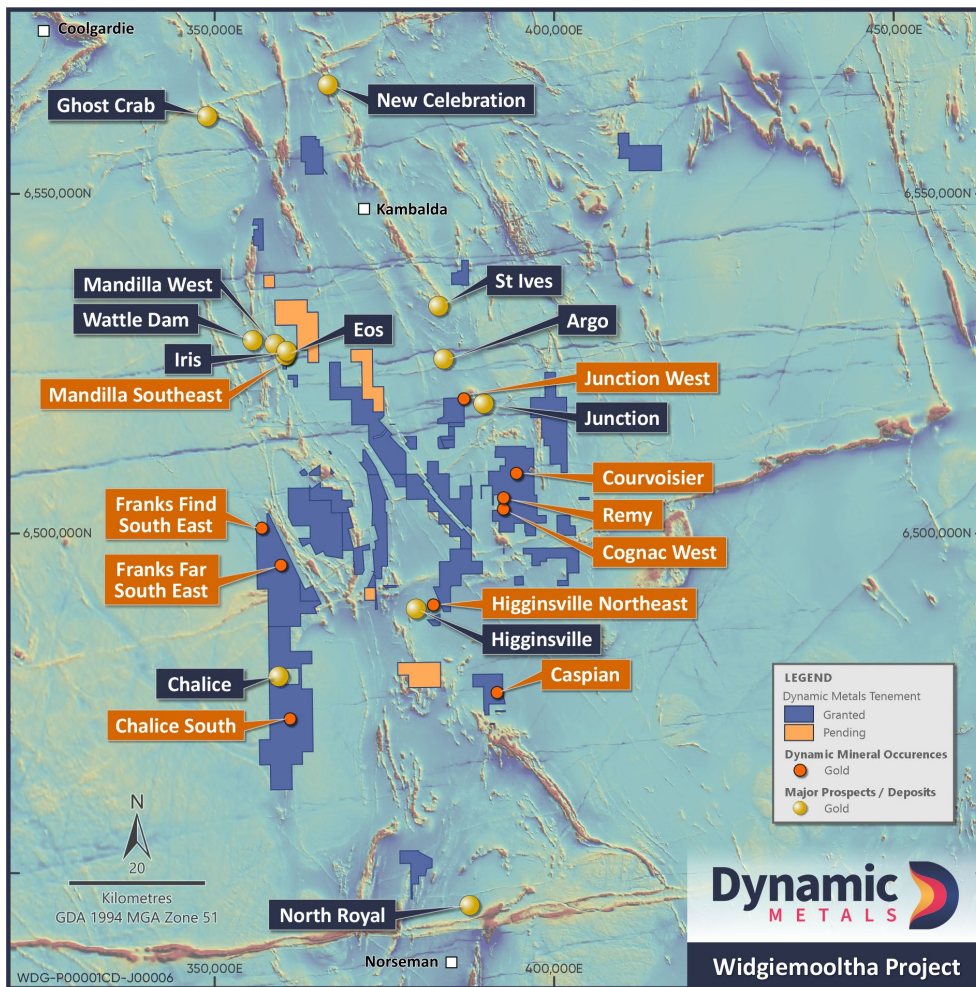 Coolgardie
350,000E
400,000E
450,000E
Ghost Crab
New Celebration
6,550,000N
6,550,000N
Kambalda
Mandilla West
St Ives
Wattle Dam
Eos
Argo
Iris
Mandilla Southeast
Junction West
Junction
Courvoisier
Franks Find
South East
Remy
6,500,000N
6,500,000N
Cognac West
Franks Far
South East
Higginsville Northeast
Higginsville
Chalice
Caspian
Chalice South
LEGEND
Dynamic Metals Tenement
Granted
Pending
Dynamic Mineral Occurences
Gold
Major Prospects / Deposits
Gold
N
20
Kilometres
GDA 1994 MGA Zone 51
North Royal
Dynamic
METALS
Norseman
Widgiemooltha Project
WDG-P00001CD-J00006
350,000E
400,000E